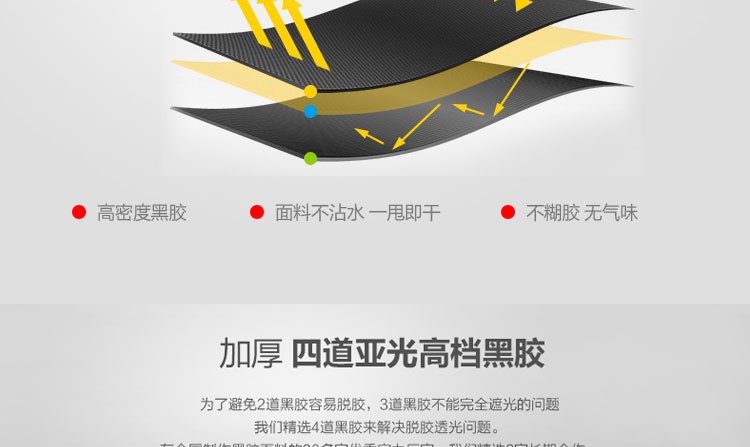 高密度黑胶
面料不沾水 一甩即干
不糊胶 无气味
加厚 四道亚光高档黑胶
为了避免2道黑胶容易脱胶，3道黑胶不能完全遮光的问题
我们精选4道黑胶来解决脱胶透光问题。